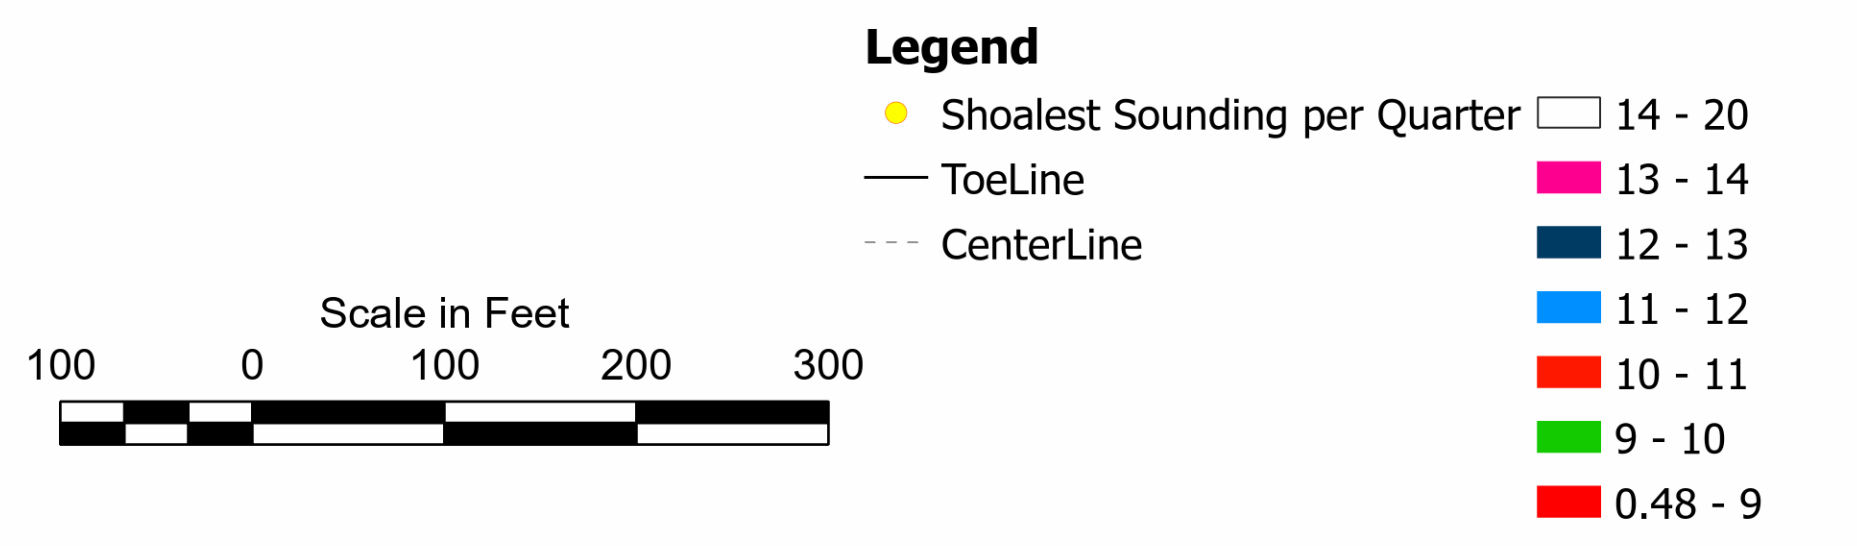 Legend
Shoalest Sounding per Quarter
ToeLine
CenterLine
14 - 20
13 - 14
12 - 13
11 - 12
10 - 11
9 - 10
0.48 - 9
Scale in Feet
100 0 100 200 300